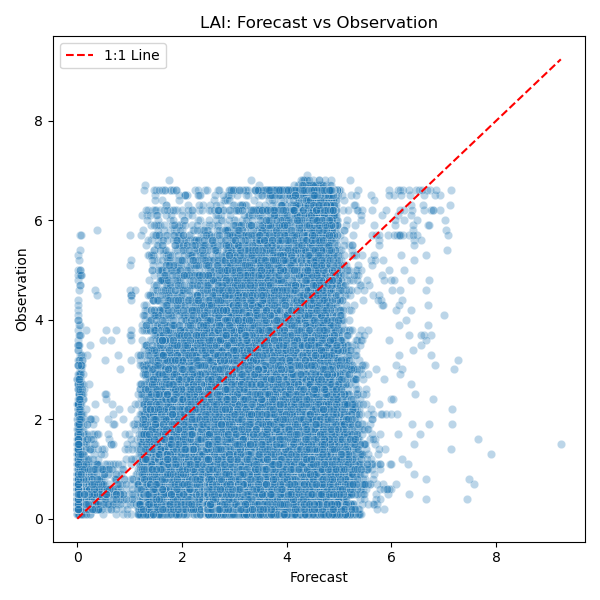 LAI: Forecast vs Observation
1:1 Line
Observation
8
6
4
2
0
0 2 4 6 8
Forecast